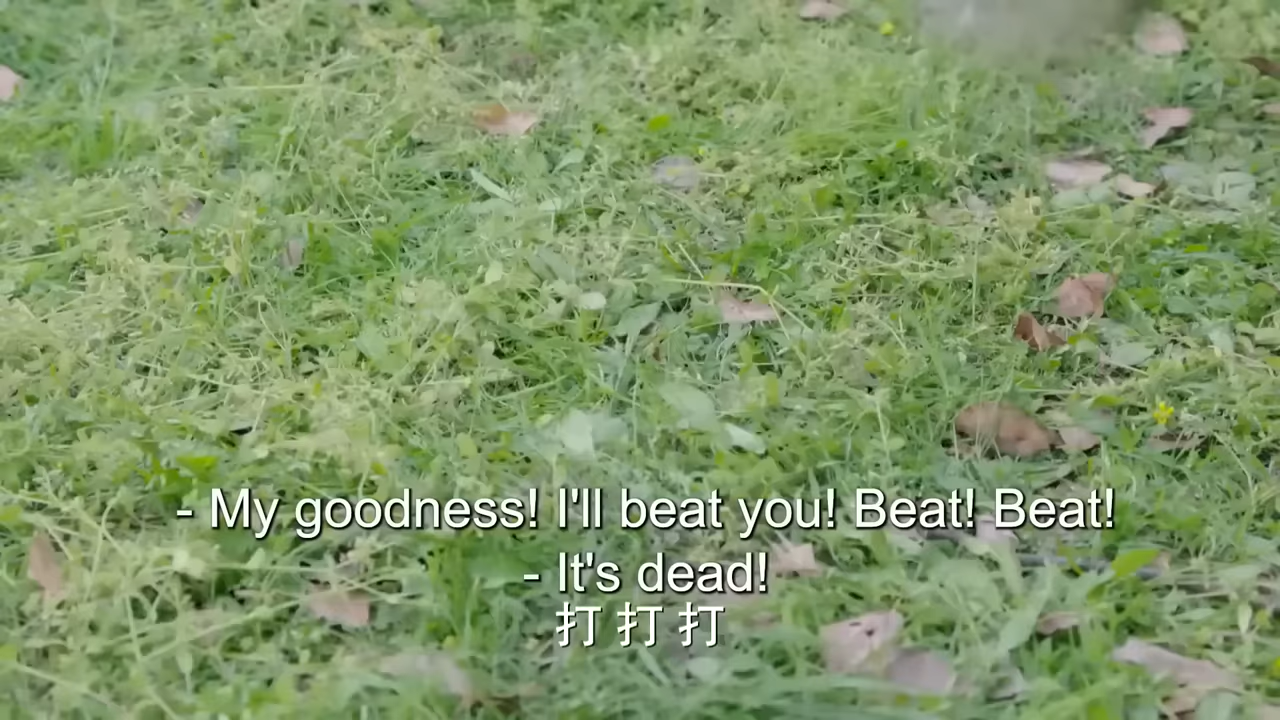 - My goodness! I'll beat you! Beat! Beat!
- It's dead!
打 打 打